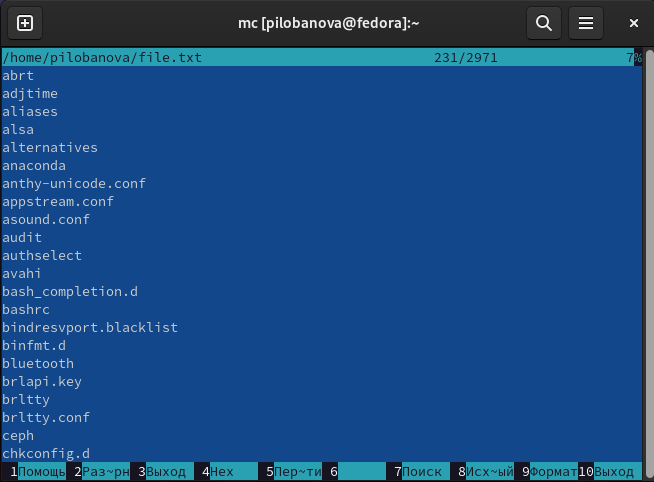 mc [pilobanova@fedora]:~
/home/pilobanova/file.txt 231/2971 7%
abrt
adjtime
aliases
alsa
alternatives
anaconda
anthy-unicode.conf
appstream.conf
asound.conf
audit
authselect
avahi
bash_completion.d
bashrc
bindresvport.blacklist
binfmt.d
bluetooth
brlapi.key
brltty
brltty.conf
ceph
chkconfig.d
1Помощь 2Раз~рн 3Выход 4Hex 5Пер~ти 6 7Поиск 8Исх~ый 9Формат 10Выход